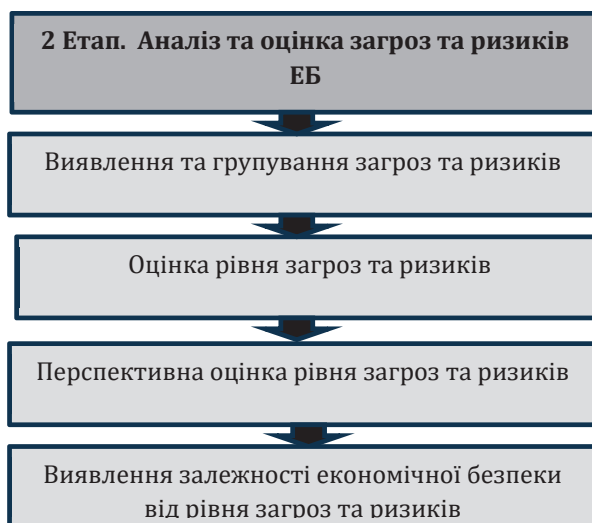 2 Етап. Аналіз та оцінка загроз та ризиків
ЕБ
Виявлення та групування загроз та ризиків
Оцінка рівня загроз та ризиків
Перспективна оцінка рівня загроз та ризиків
Виявлення залежності економічної безпеки
від рівня загроз та ризиків